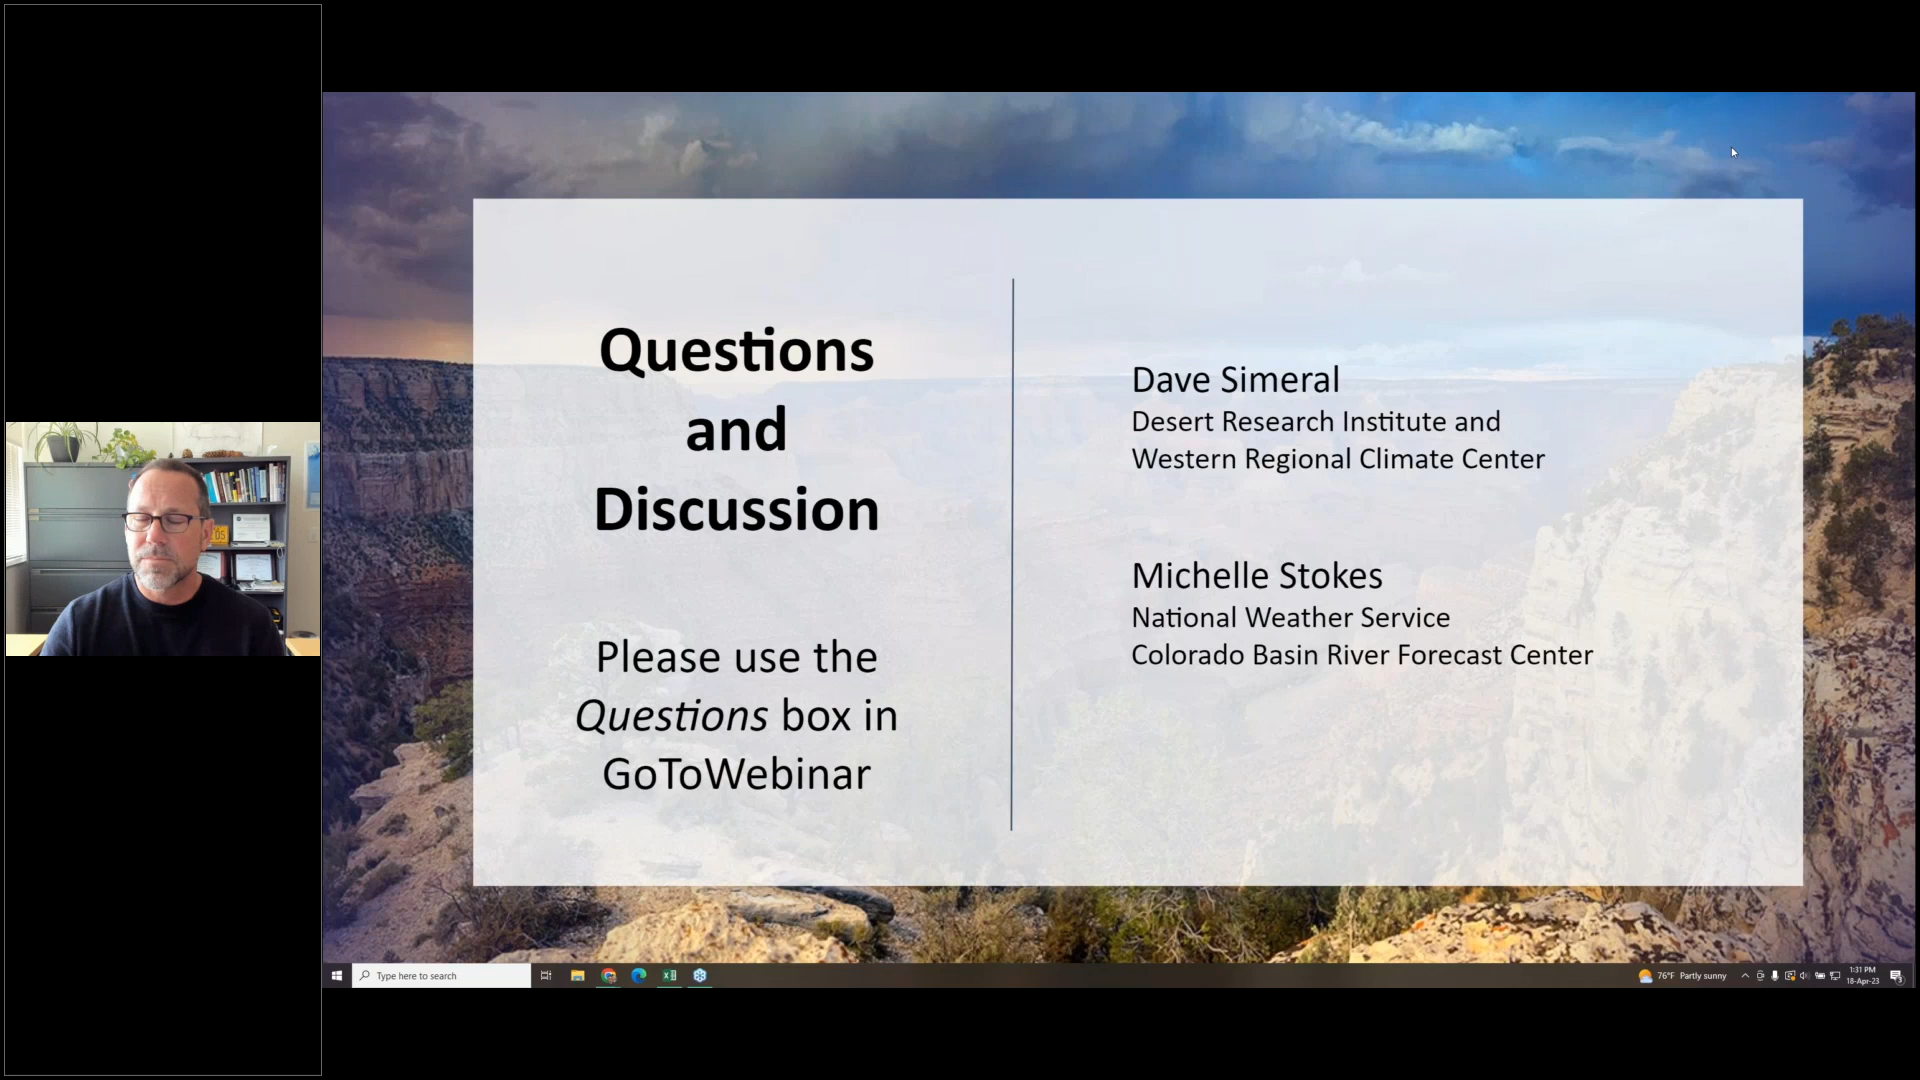 Questions
and
Discussion
Please use the
Questions box in
GoToWebinar
Dave Simeral
Desert Research Institute and
Western Regional Climate Center
Michelle Stokes
National Weather Service
Colorado Basin River Forecast Center
Type here to search
76°F Partly sunny
1:31 PM
18-Apr-23